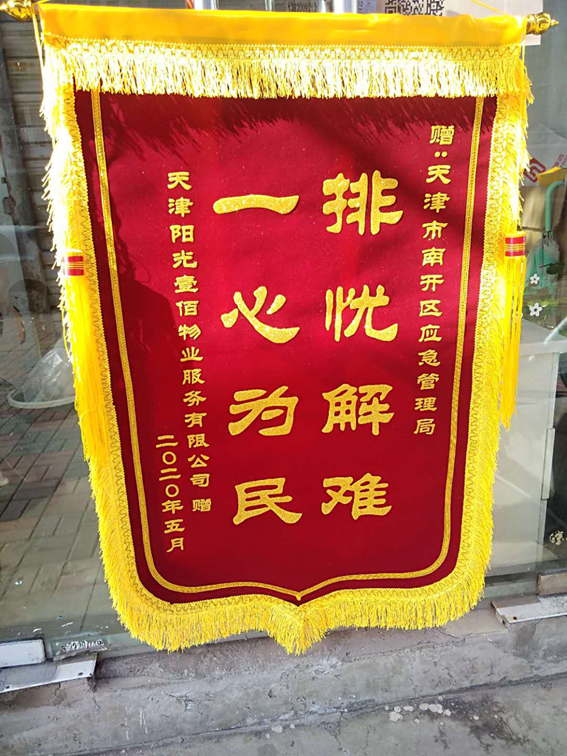 赠：天津市南开区应急管理局
排忧解难
一心为民
天津阳光壹佰物业服务有限公司 赠
二〇二〇年五月